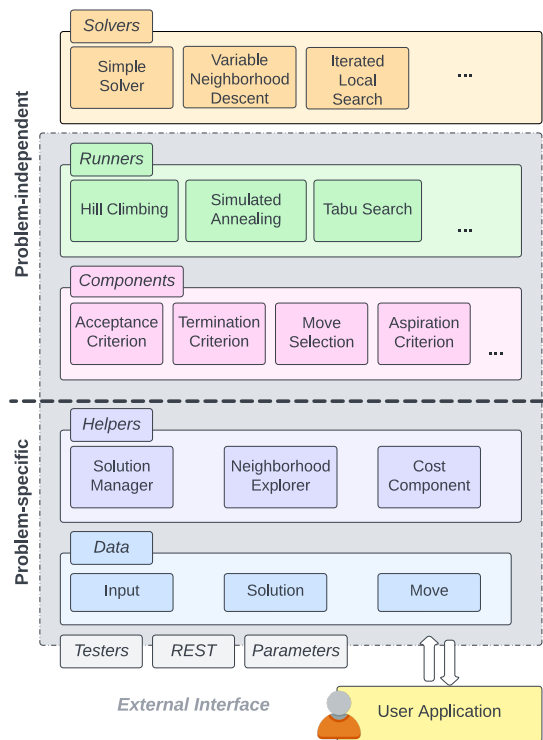 Solvers
Simple
Solver
Variable
Neighborhood
Descent
Iterated
Local
Search
...
Problem-independent
Runners
Hill Climbing
Simulated
Annealing
Tabu Search
...
Components
Acceptance
Criterion
Termination
Criterion
Move
Selection
Aspiration
Criterion
...
Problem-specific
Helpers
Solution
Manager
Neighborhood
Explorer
Cost
Component
Data
Input
Solution
Move
Testers
REST
Parameters
External Interface
User Application